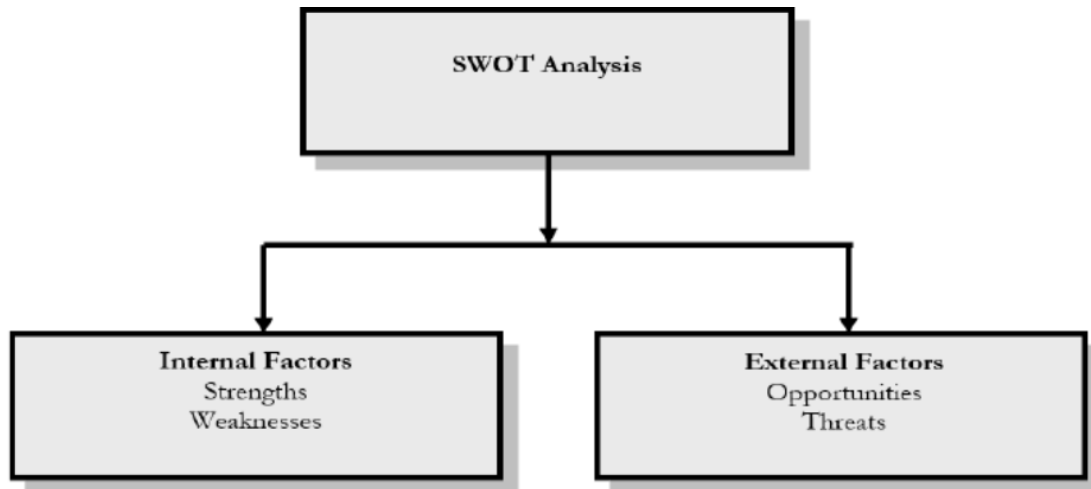 SWOT Analysis
Internal Factors
Strengths
Weaknesses
External Factors
Opportunities
Threats